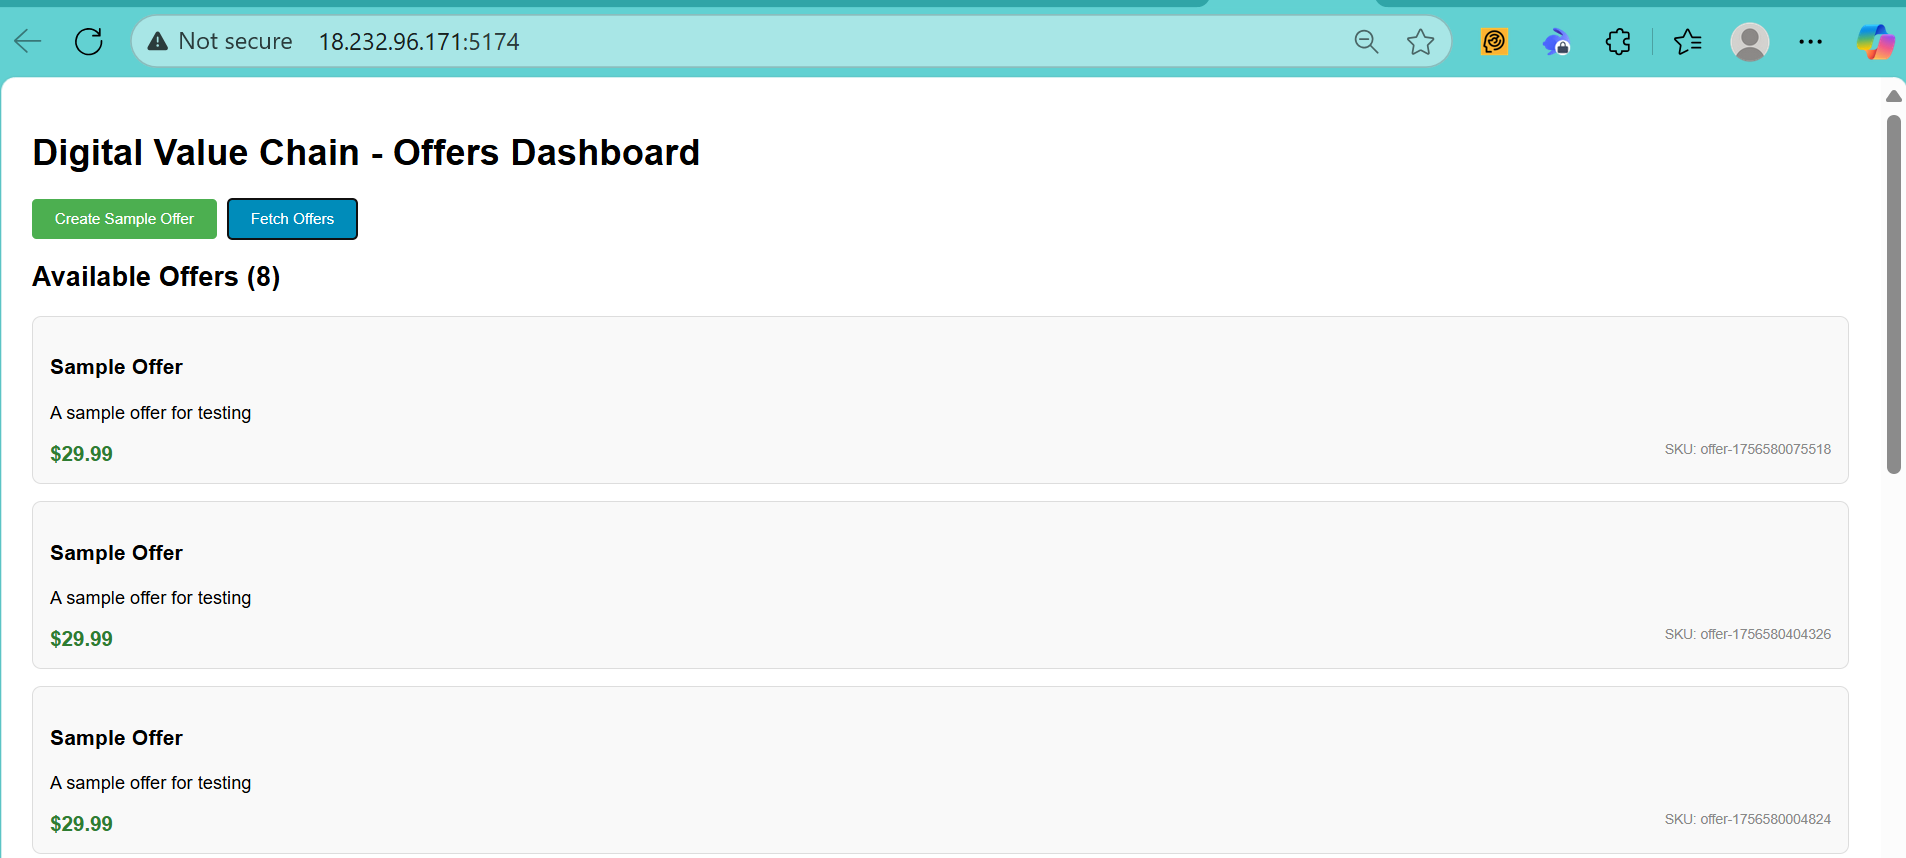 Not secure 18.232.96.171:5174
Digital Value Chain - Offers Dashboard
Create Sample Offer Fetch Offers
Available Offers (8)
Sample Offer
A sample offer for testing
$29.99 SKU: offer-1756580075518
Sample Offer
A sample offer for testing
$29.99 SKU: offer-1756580404326
Sample Offer
A sample offer for testing
$29.99 SKU: offer-1756580004824